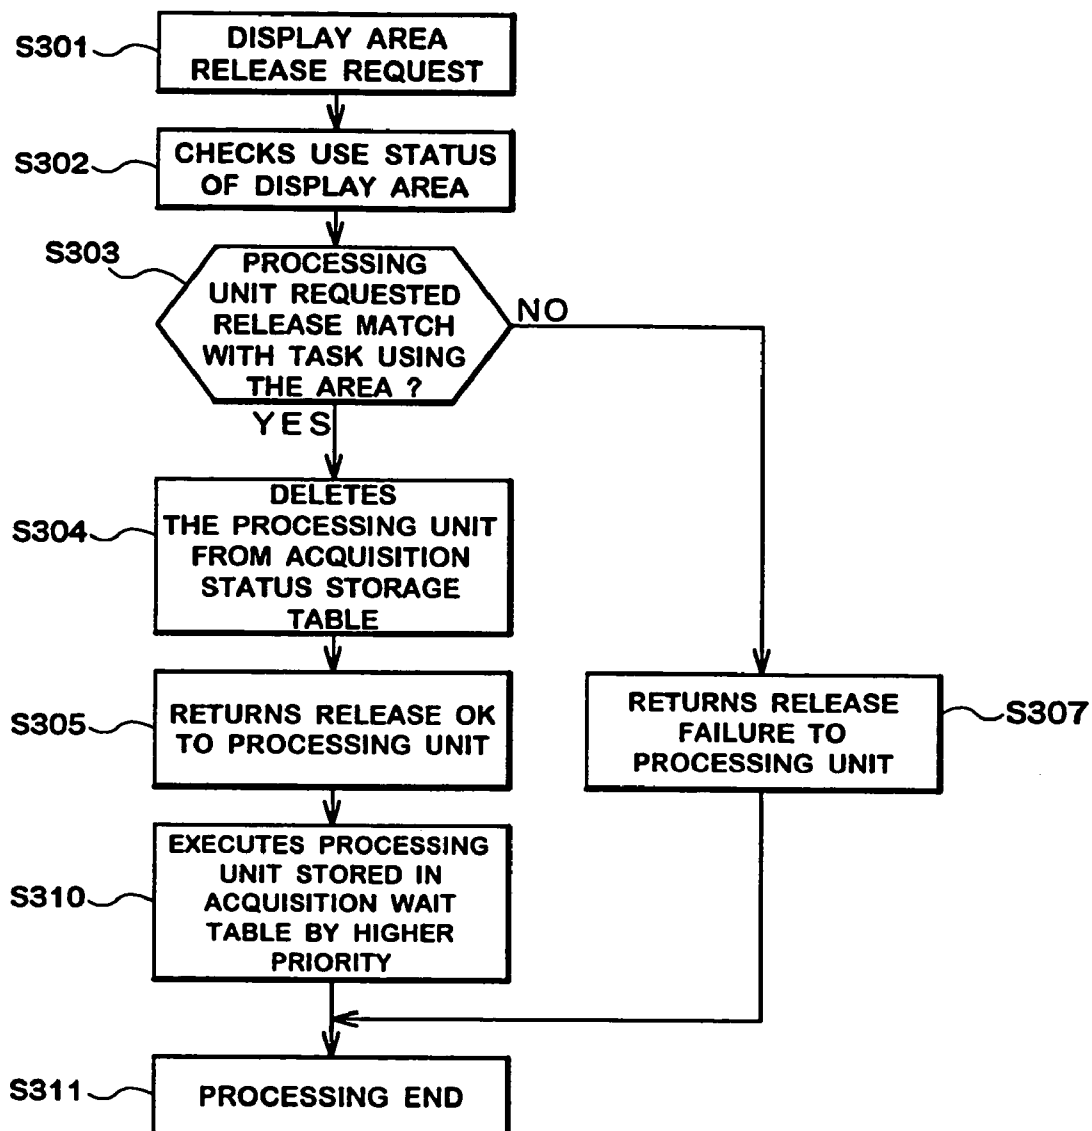 S301
DISPLAY AREA
RELEASE REQUEST
S302
CHECKS USE STATUS
OF DISPLAY AREA
S303
PROCESSING
UNIT REQUESTED
RELEASE MATCH
WITH TASK USING
THE AREA ?
NO
YES
S304
DELETES
THE PROCESSING UNIT
FROM ACQUISITION
STATUS STORAGE
TABLE
S305
RETURNS RELEASE OK
TO PROCESSING UNIT
RETURNS RELEASE
FAILURE TO
PROCESSING UNIT
S307
S310
EXECUTES PROCESSING
UNIT STORED IN
ACQUISITION WAIT
TABLE BY HIGHER
PRIORITY
S311
PROCESSING END